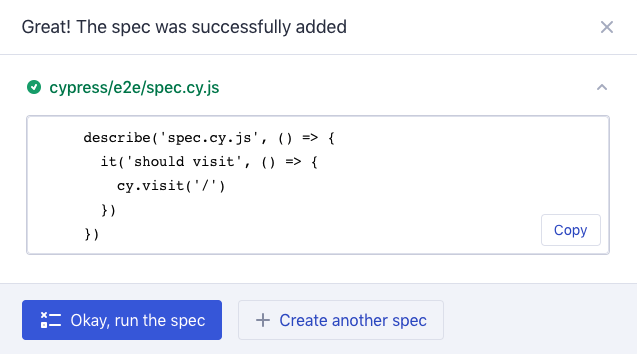 Great! The spec was successfully added
cypress/e2e/spec.cy.js
describe('spec.cy.js', () => {
  it('should visit', () => {
    cy.visit('/')
  })
})
Copy
Okay, run the spec
Create another spec